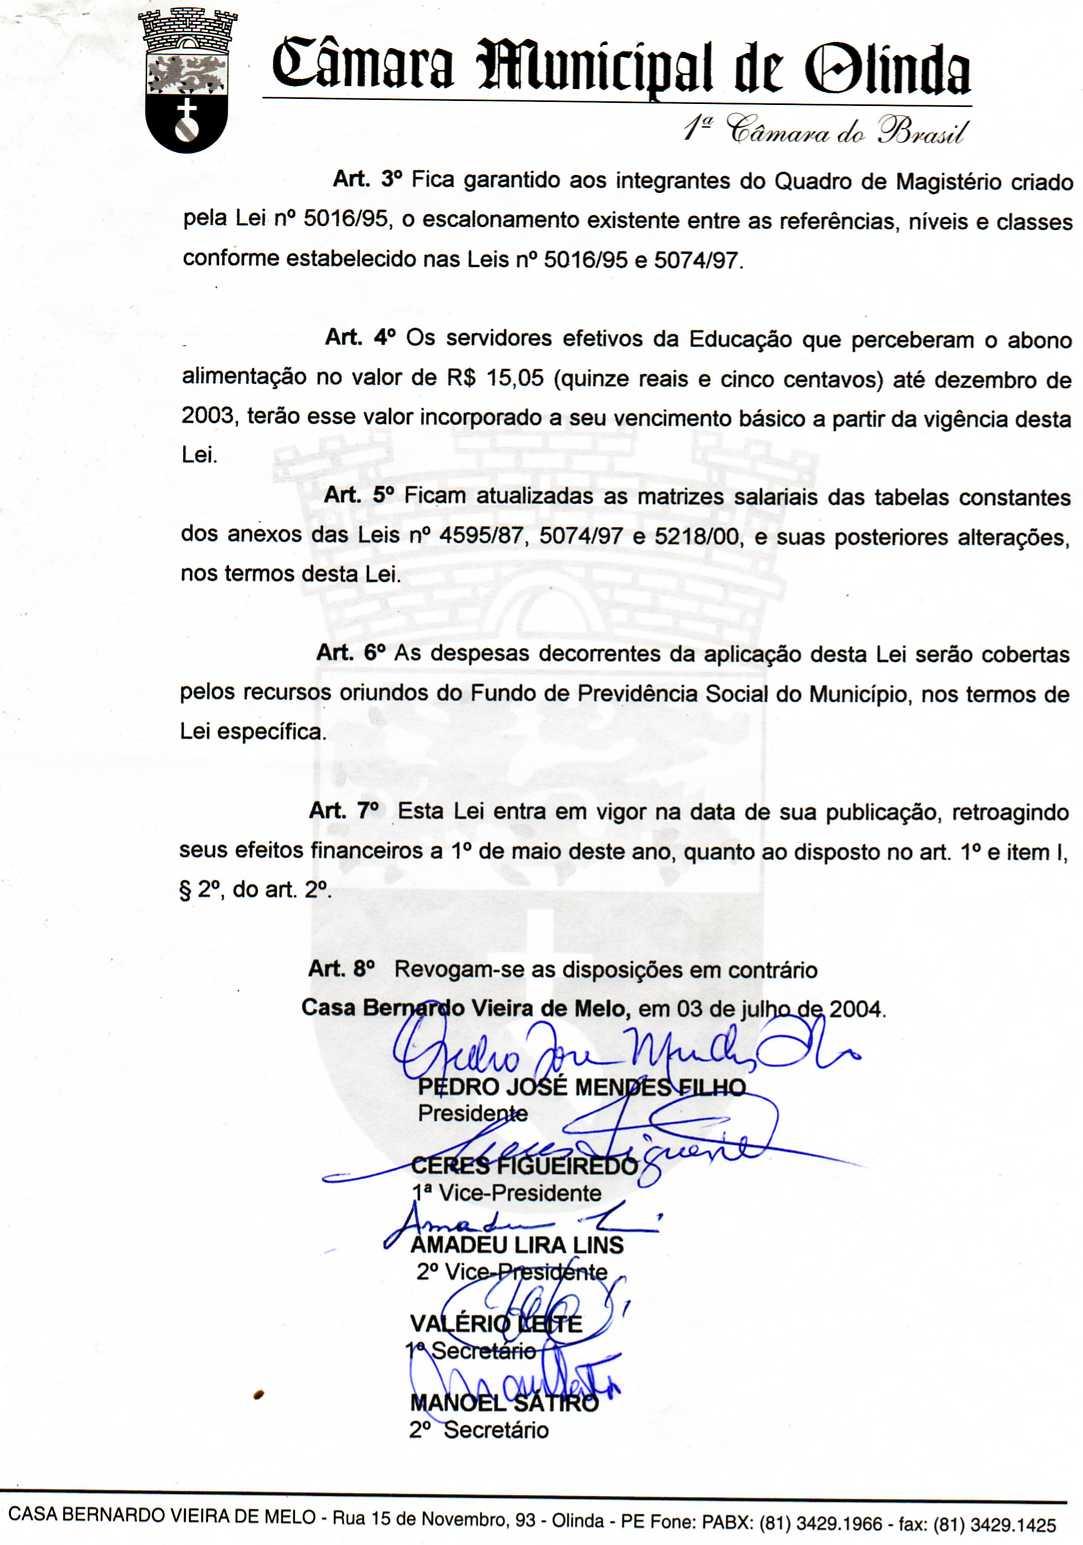 Câmara Municipal de Olinda
1ª Câmara do Brasil
Art. 3º Fica garantido aos integrantes do Quadro de Magistério criado
pela Lei nº 5016/95, o escalonamento existente entre as referências, níveis e classes
conforme estabelecido nas Leis nº 5016/95 e 5074/97.
Art. 4º Os servidores efetivos da Educação que perceberam o abono
alimentação no valor de R$ 15,05 (quinze reais e cinco centavos) até dezembro de
2003, terão esse valor incorporado a seu vencimento básico a partir da vigência desta
Lei.
Art. 5º Ficam atualizadas as matrizes salariais das tabelas constantes
dos anexos das Leis nº 4595/87, 5074/97 e 5218/00, e suas posteriores alterações,
nos termos desta Lei.
Art. 6º As despesas decorrentes da aplicação desta Lei serão cobertas
pelos recursos oriundos do Fundo de Previdência Social do Município, nos termos de
Lei específica.
Art. 7º Esta Lei entra em vigor na data de sua publicação, retroagindo
seus efeitos financeiros a 1º de maio deste ano, quanto ao disposto no art. 1º e item I,
§ 2º, do art. 2º.
Art. 8º Revogam-se as disposições em contrário
Casa Bernardo Vieira de Melo, em 03 de julho de 2004.
Pedro José Mendes Filho
PEDRO JOSÉ MENDES FILHO
Presidente
Ceres Figueiredo
CERES FIGUEIREDO
1ª Vice-Presidente
Amadeu Li
AMADEU LIRA LINS
2º Vice-Presidente
VALÉRIO LEITE
1º Secretário
MANOEL SÁTIRO
2º Secretário
CASA BERNARDO VIEIRA DE MELO - Rua 15 de Novembro, 93 - Olinda - PE Fone: PABX: (81) 3429.1966 - fax: (81) 3429.1425